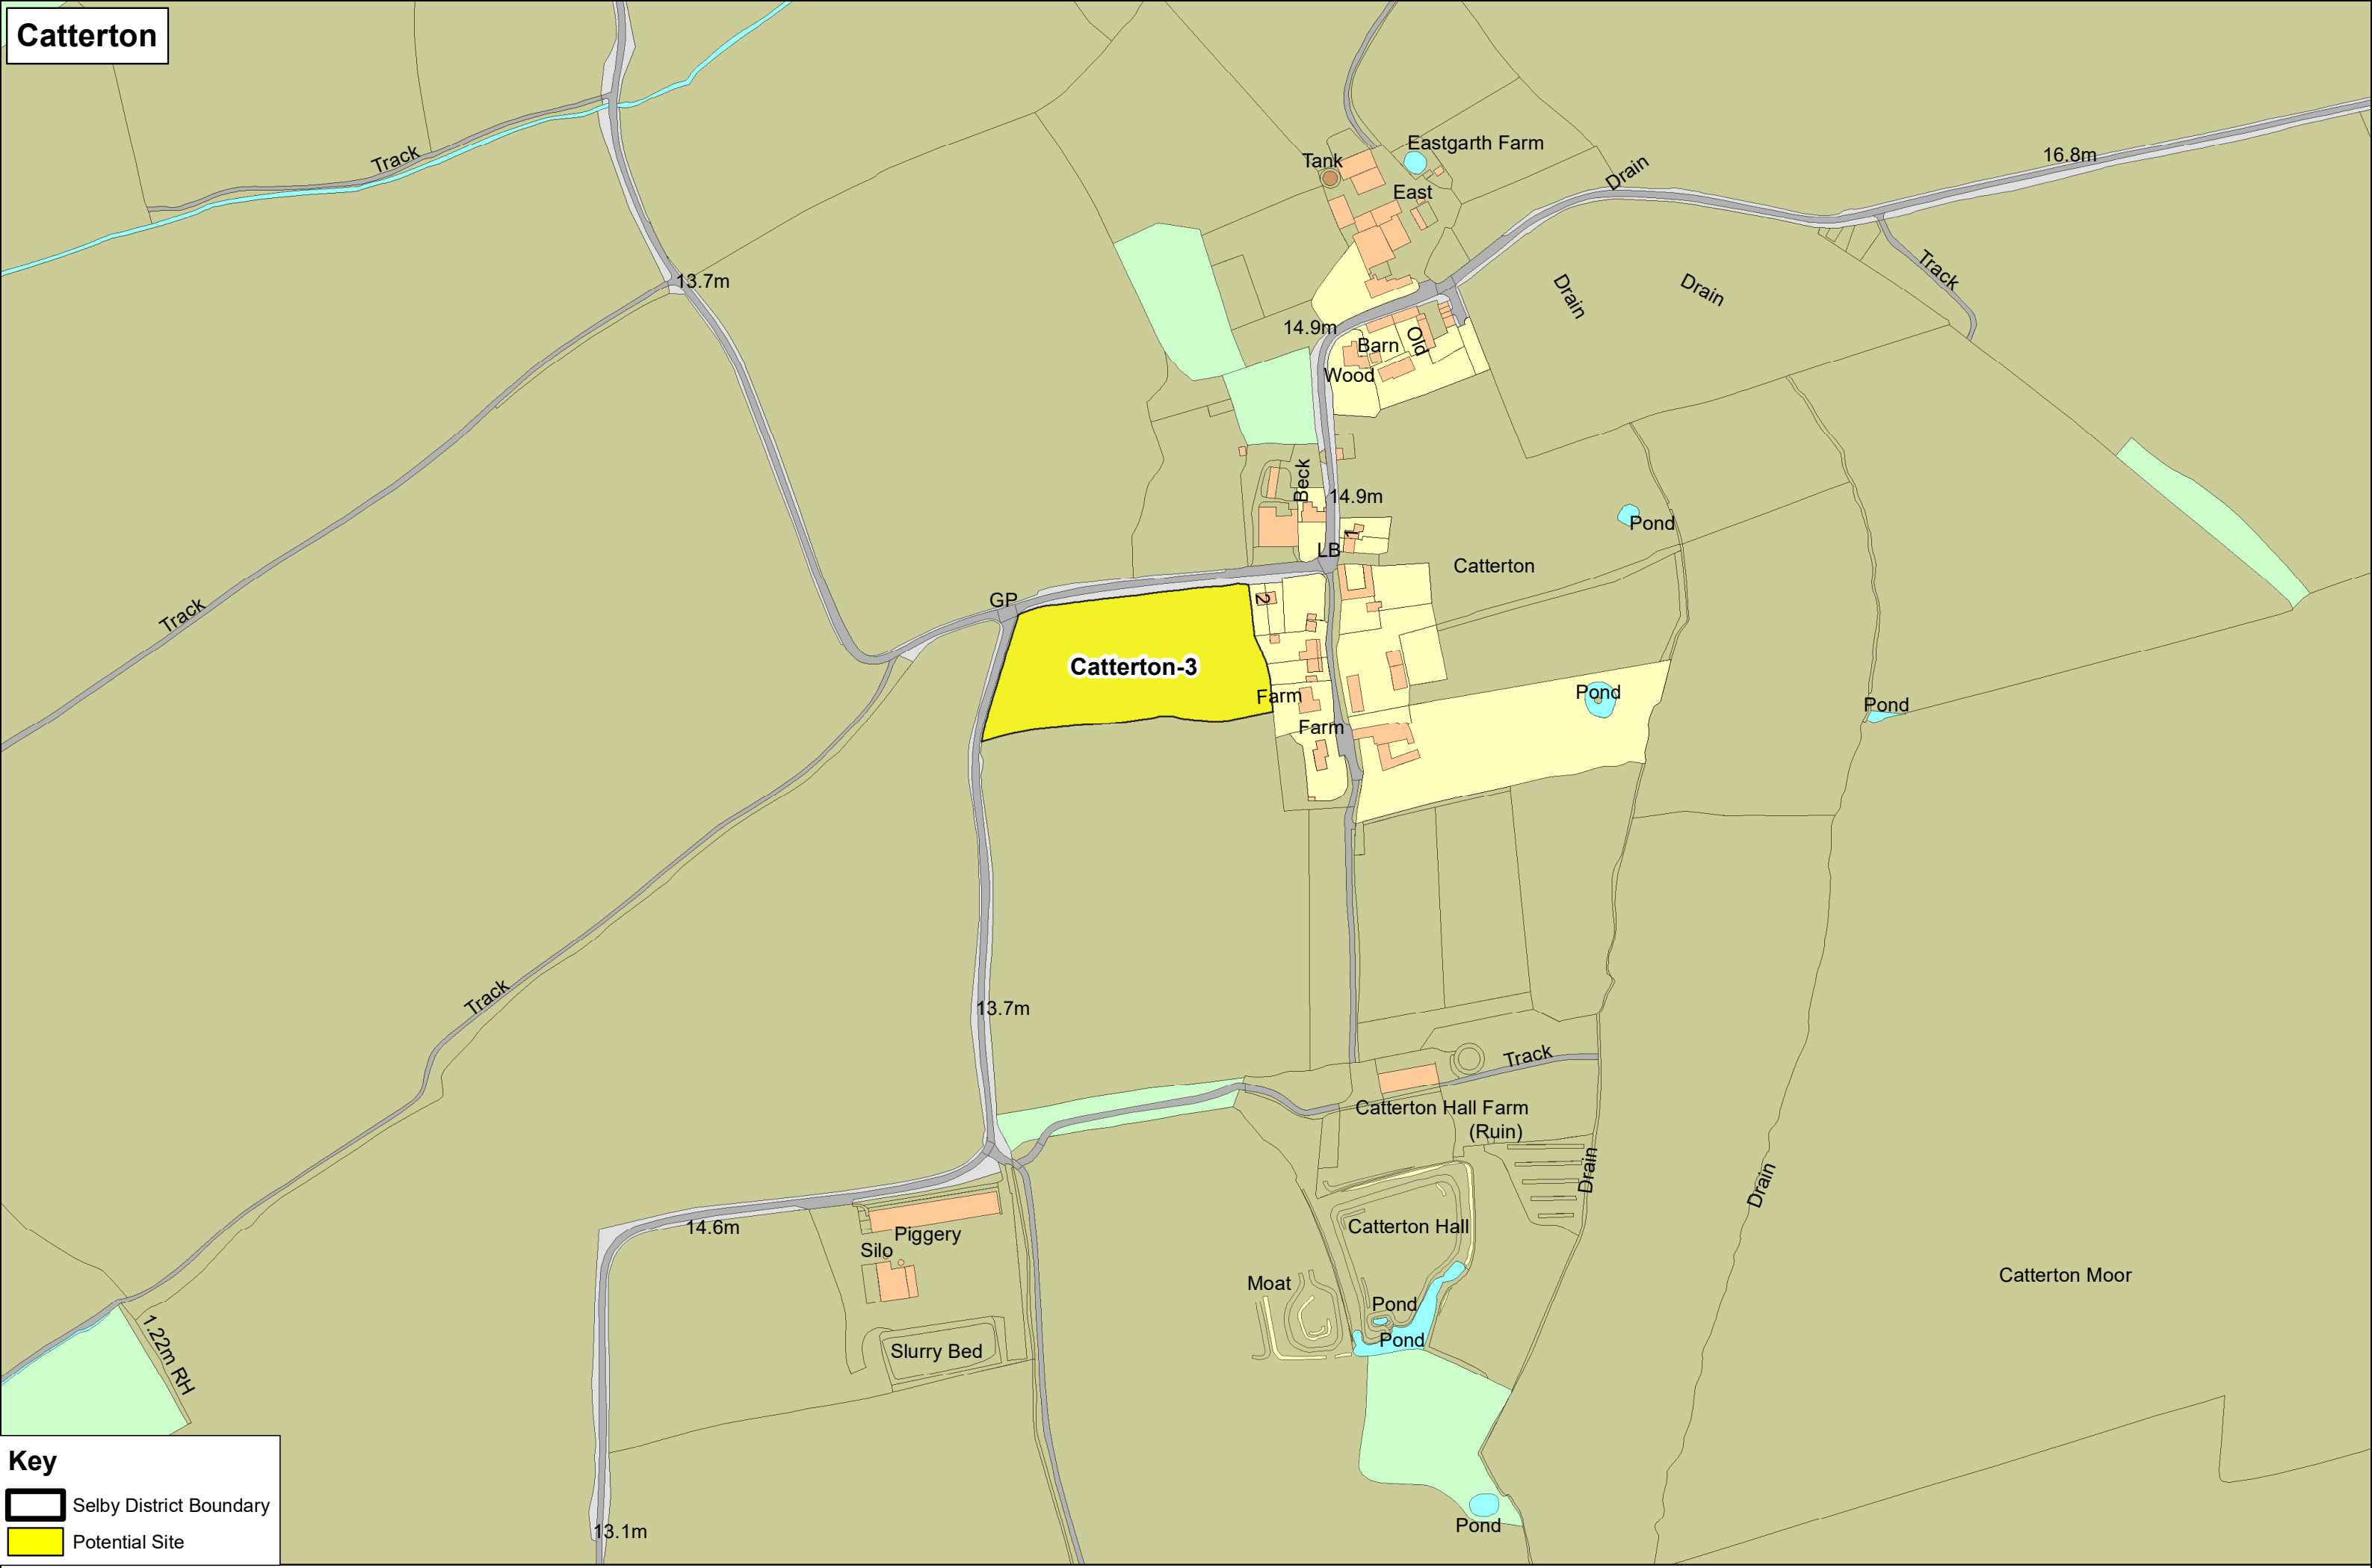 Catterton
Track
Eastgarth Farm
Tank
East
Drain
16.8m
13.7m
Track
Drain
Drain
14.9m
Barn
Old
Wood
Beck
14.9m
Pond
1
LB
Catterton
Track
GP
2
Catterton-3
Farm
Pond
Pond
Farm
Track
13.7m
Track
Catterton Hall Farm
(Ruin)
Drain
Drain
14.6m
Piggery
Silo
Catterton Hall
Catterton Moor
Moat
Pond
Pond
1.22m RH
Slurry Bed
Pond
13.1m
Key
Selby District Boundary
Potential Site